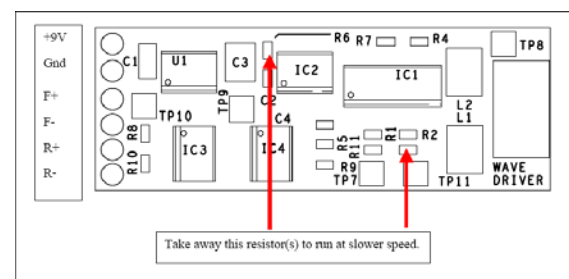 +9V
Gnd
F+
F-
R+
R-
C1
U1
C3
R6
R7
R4
TP8
IC2
IC1
C2
TP9
TP10
C4
L2
L1
R8
R10
IC3
IC4
R5
R11
R1
R2
R9
TP7
TP11
WAVE
DRIVER
Take away this resistor(s) to run at slower speed.